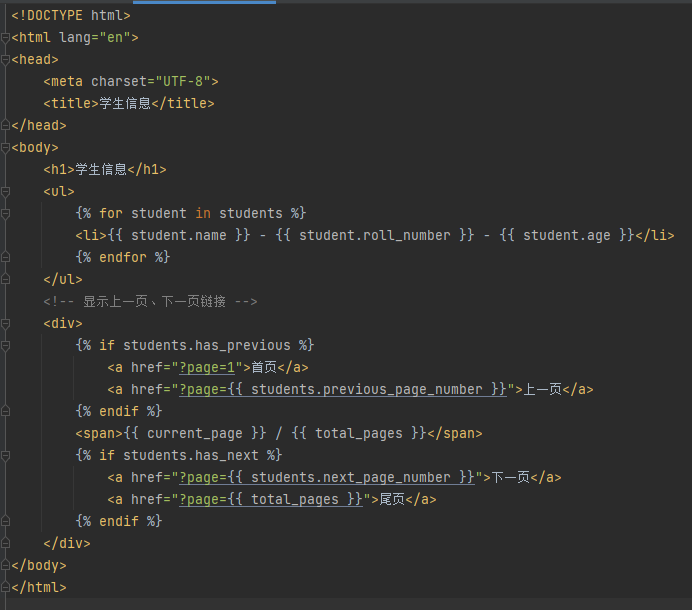 <!DOCTYPE html>
<html lang="en">
<head>
    <meta charset="UTF-8">
    <title>学生信息</title>
</head>
<body>
    <h1>学生信息</h1>
    <ul>
        {% for student in students %}
        <li>{{ student.name }} - {{ student.roll_number }} - {{ student.age }}</li>
        {% endfor %}
    </ul>
    <!-- 显示上一页、下一页链接 -->
    <div>
        {% if students.has_previous %}
            <a href="?page=1">首页</a>
            <a href="?page={{ students.previous_page_number }}">上一页</a>
        {% endif %}
        <span>{{ current_page }} / {{ total_pages }}</span>
        {% if students.has_next %}
            <a href="?page={{ students.next_page_number }}">下一页</a>
            <a href="?page={{ total_pages }}">尾页</a>
        {% endif %}
    </div>
</body>
</html>